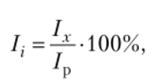 I_i = I_x / I_p · 100%,